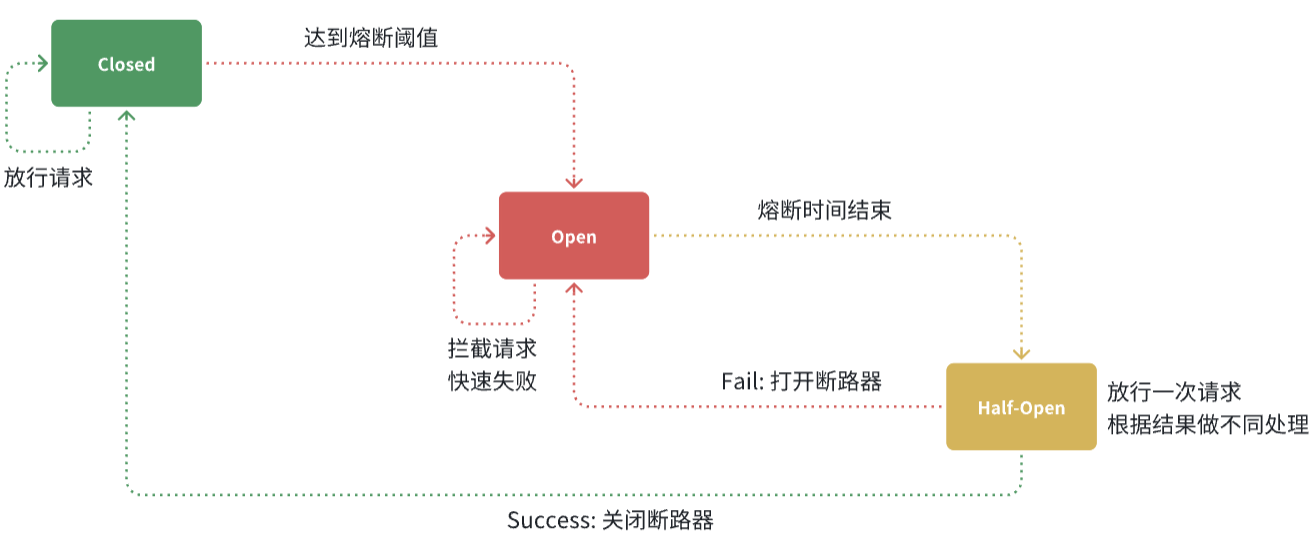 达到熔断阈值
Closed
放行请求
熔断时间结束
Open
拦截请求
快速失败
Fail: 打开断路器
Half-Open
放行一次请求
根据结果做不同处理
Success: 关闭断路器